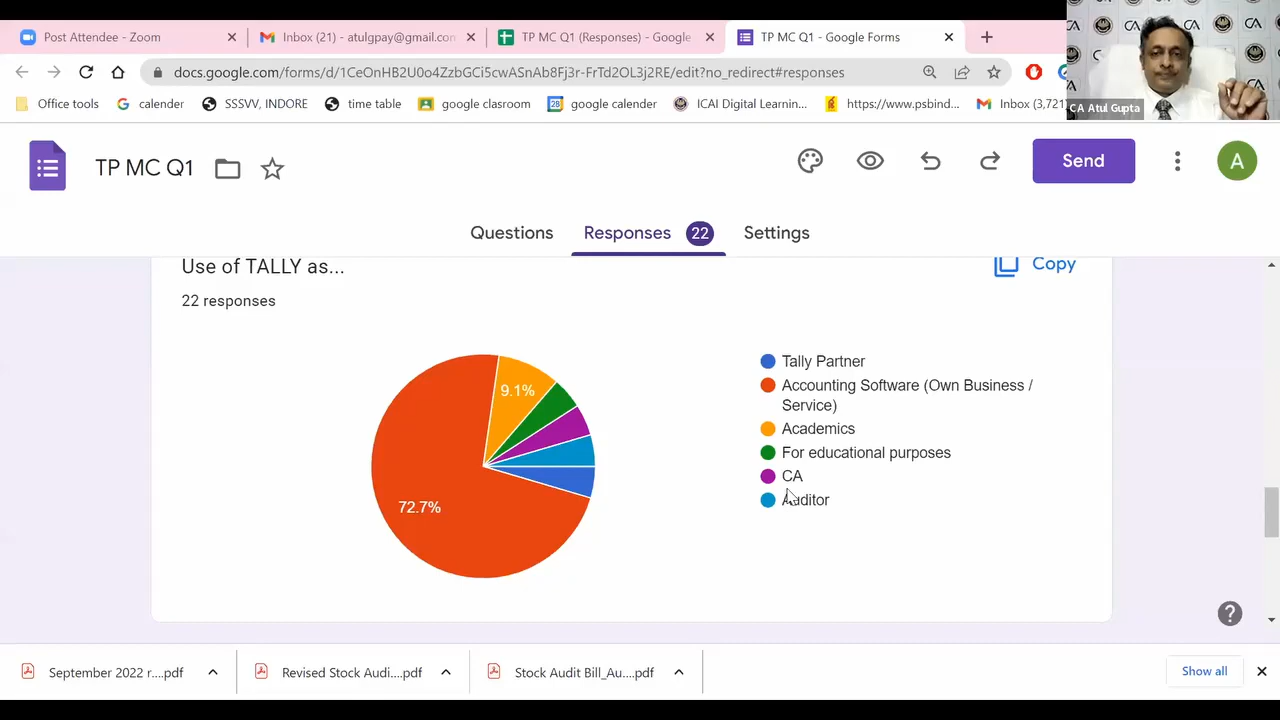 Post Attendee - Zoom
Inbox (21) - atulgpay@gmail.con
TP MC Q1 (Responses) - Google
TP MC Q1 - Google Forms
docs.google.com/forms/d/1CeOnHB2U0o4ZzbGCi5cwASnAb8Fj3r-FrTd2OL3j2RE/edit?no_redirect#responses
Office tools
calender
SSSVV, INDORE
time table
google clasroom
google calender
ICAI Digital Learnin...
https://www.psbind...
Inbox (3,721
CA Atul Gupta
TP MC Q1
Send
A
Questions
Responses 22
Settings
Use of TALLY as...
Copy
22 responses
9.1%
72.7%
Tally Partner
Accounting Software (Own Business /
Service)
Academics
For educational purposes
CA
Auditor
September 2022 r....pdf
Revised Stock Audi....pdf
Stock Audit Bill_Au....pdf
Show all